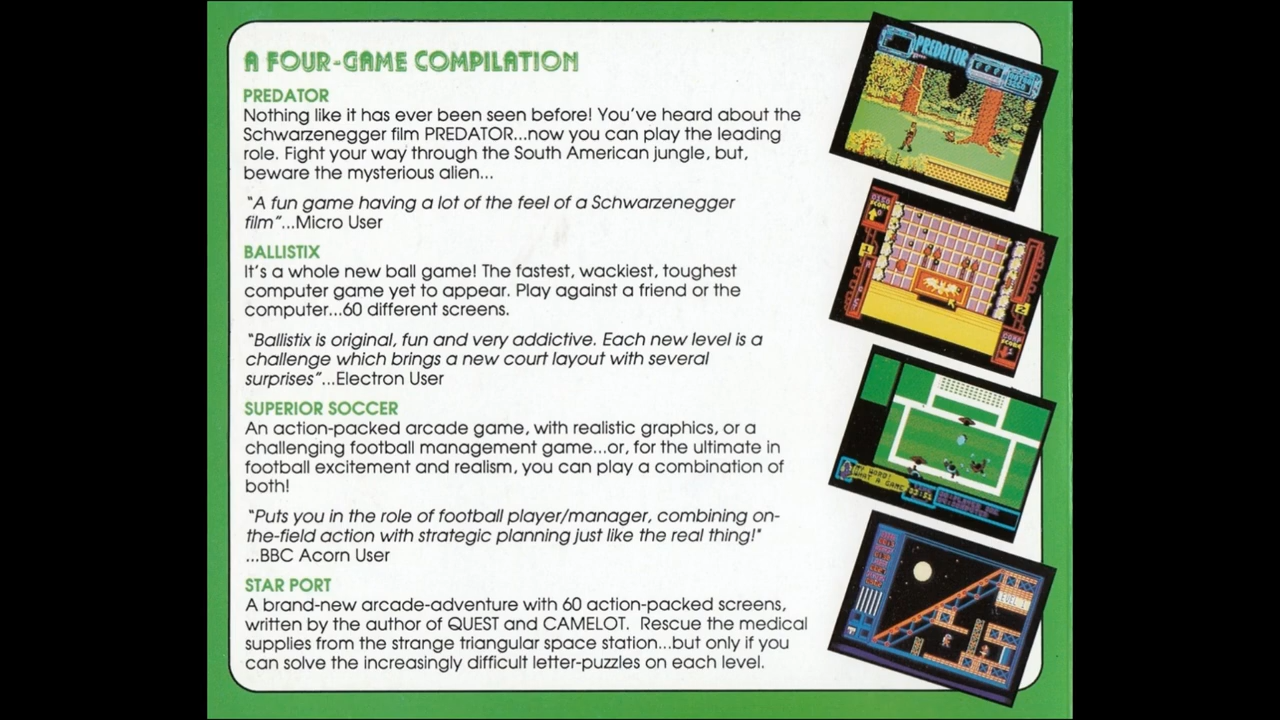 A FOUR-GAME COMPILATION
PREDATOR
Nothing like it has ever been seen before! You've heard about the
Schwarzenegger film PREDATOR...now you can play the leading
role. Fight your way through the South American jungle, but,
beware the mysterious alien...
"A fun game having a lot of the feel of a Schwarzenegger
film"...Micro User
BALLISTIX
It's a whole new ball game! The fastest, wackiest, toughest
computer game yet to appear. Play against a friend or the
computer...60 different screens.
"Ballistix is original, fun and very addictive. Each new level is a
challenge which brings a new court layout with several
surprises"...Electron User
SUPERIOR SOCCER
An action-packed arcade game, with realistic graphics, or a
challenging football management game...or, for the ultimate in
football excitement and realism, you can play a combination of
both!
"Puts you in the role of football player/manager, combining on-
the-field action with strategic planning just like the real thing!"
...BBC Acorn User
STAR PORT
A brand-new arcade-adventure with 60 action-packed screens,
written by the author of QUEST and CAMELOT. Rescue the medical
supplies from the strange triangular space station...but only if you
can solve the increasingly difficult letter-puzzles on each level.
PREDATOR
MY WORD!
WHAT A GAME
LEVEL 1